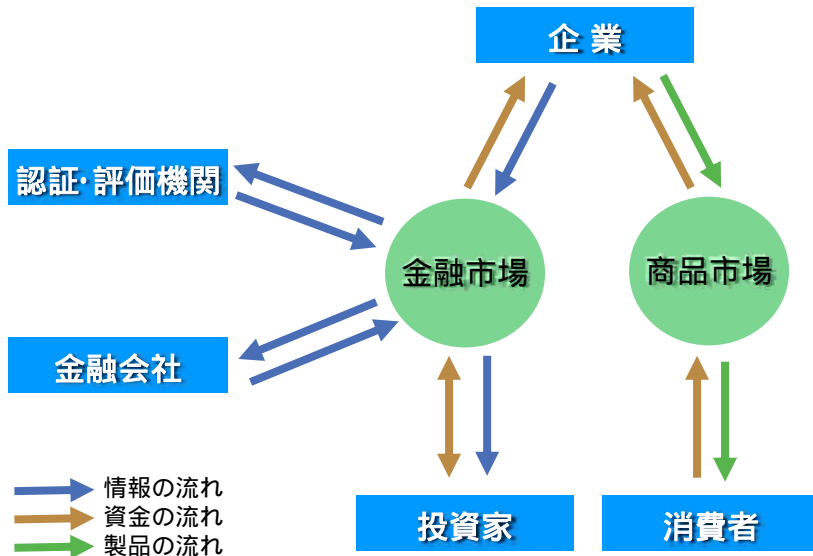 企 業
認証･評価機関
金融市場
商品市場
金融会社
情報の流れ
資金の流れ
製品の流れ
投資家
消費者